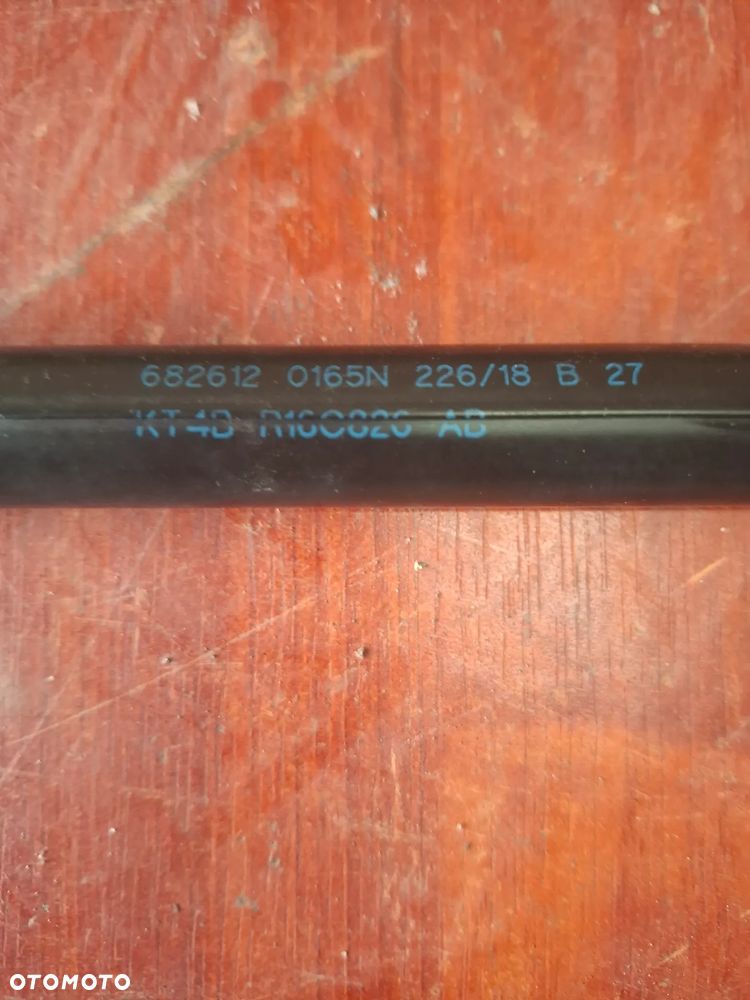 682612 0165N 226/18 B 27
KT4B R16C826 AB
OTOMOTO